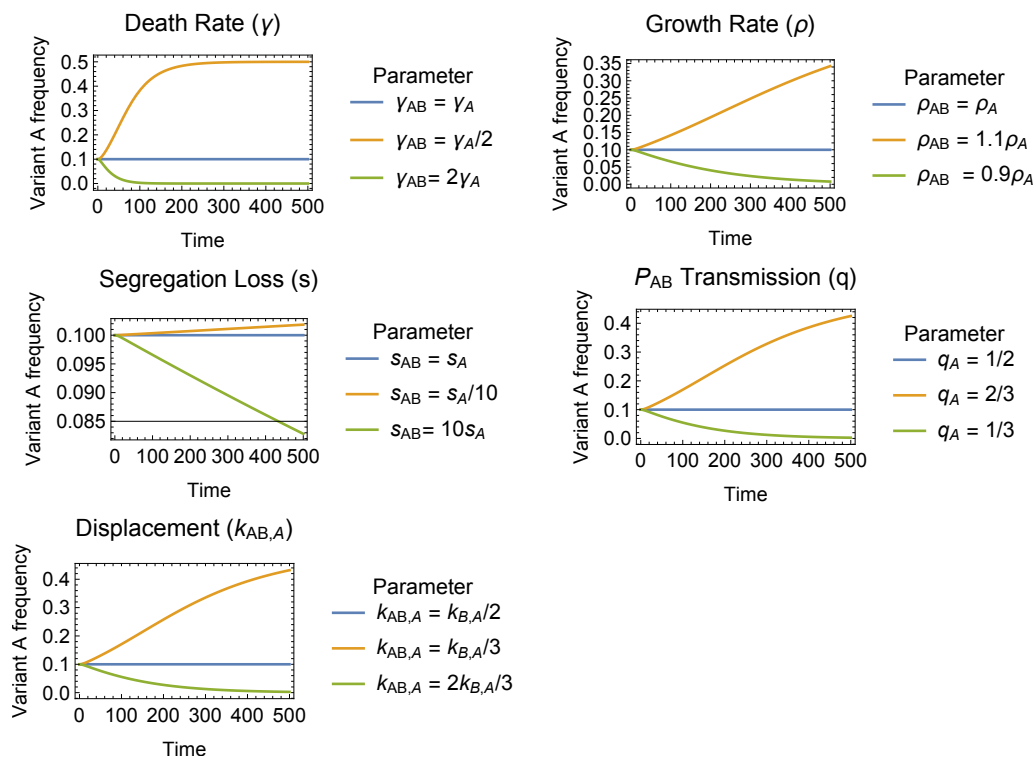 Death Rate (γ)
Variant A frequency
0.5
0.4
0.3
0.2
0.1
0.0
0 100 200 300 400 500
Time
Parameter
γAB = γA
γAB = γA/2
γAB= 2γA
Growth Rate (ρ)
Variant A frequency
0.35
0.30
0.25
0.20
0.15
0.10
0.05
0.00
0 100 200 300 400 500
Time
Parameter
ρAB = ρA
ρAB = 1.1ρA
ρAB = 0.9ρA
Segregation Loss (s)
Variant A frequency
0.100
0.095
0.090
0.085
0 100 200 300 400 500
Time
Parameter
sAB = sA
sAB = sA/10
sAB= 10sA
PAB Transmission (q)
Variant A frequency
0.4
0.3
0.2
0.1
0.0
0 100 200 300 400 500
Time
Parameter
qA = 1/2
qA = 2/3
qA = 1/3
Displacement (kAB,A)
Variant A frequency
0.4
0.3
0.2
0.1
0.0
0 100 200 300 400 500
Time
Parameter
kAB,A = kB,A/2
kAB,A = kB,A/3
kAB,A = 2kB,A/3